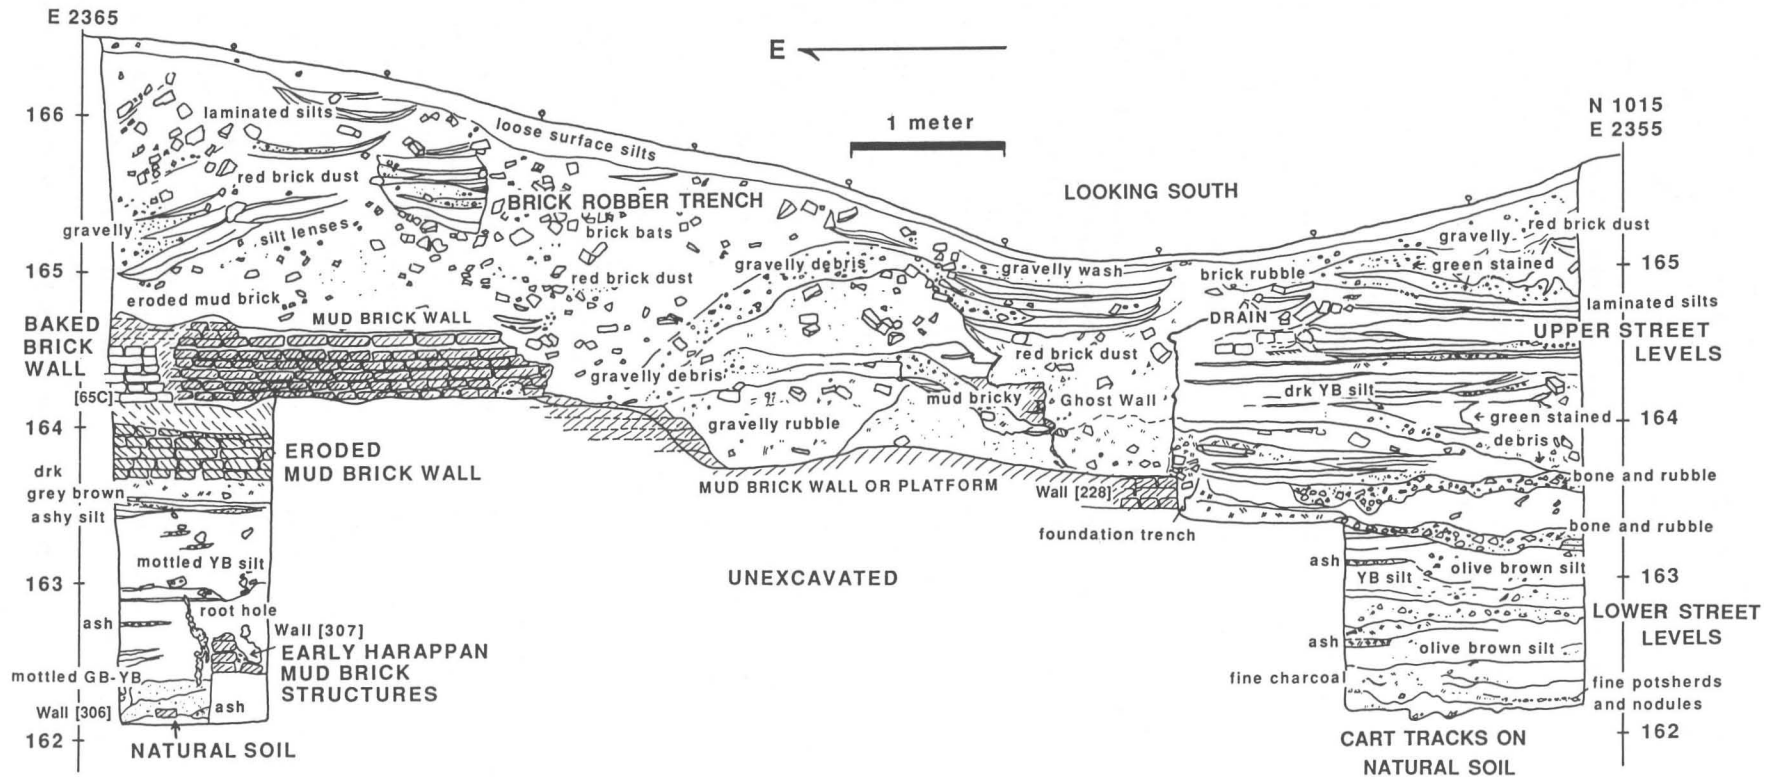 E 2365
E
N 1015
E 2355
166
laminated silts
loose surface silts
1 meter
LOOKING SOUTH
red brick dust
BRICK ROBBER TRENCH
brick bats
gravelly
silt lenses
red brick dust
gravelly
green stained
165
eroded mud brick
red brick dust
gravelly debris
gravelly wash
brick rubble
165
laminated silts
BAKED
BRICK
WALL
MUD BRICK WALL
DRAIN
UPPER STREET
LEVELS
[65C]
gravelly debris
red brick dust
mud bricky
Ghost Wall
drk YB silt
green stained
debris
164
164
ERODED
MUD BRICK WALL
gravelly rubble
drk
grey brown
ashy silt
MUD BRICK WALL OR PLATFORM
Wall [228]
foundation trench
bone and rubble
bone and rubble
mottled YB silt
163
UNEXCAVATED
ash
YB silt
olive brown silt
163
root hole
ash
Wall [307]
EARLY HARAPPAN
MUD BRICK
STRUCTURES
LOWER STREET
LEVELS
ash
olive brown silt
mottled GB-YB
Wall [306]
ash
fine charcoal
fine potsherds
and nodules
162
NATURAL SOIL
162
CART TRACKS ON
NATURAL SOIL